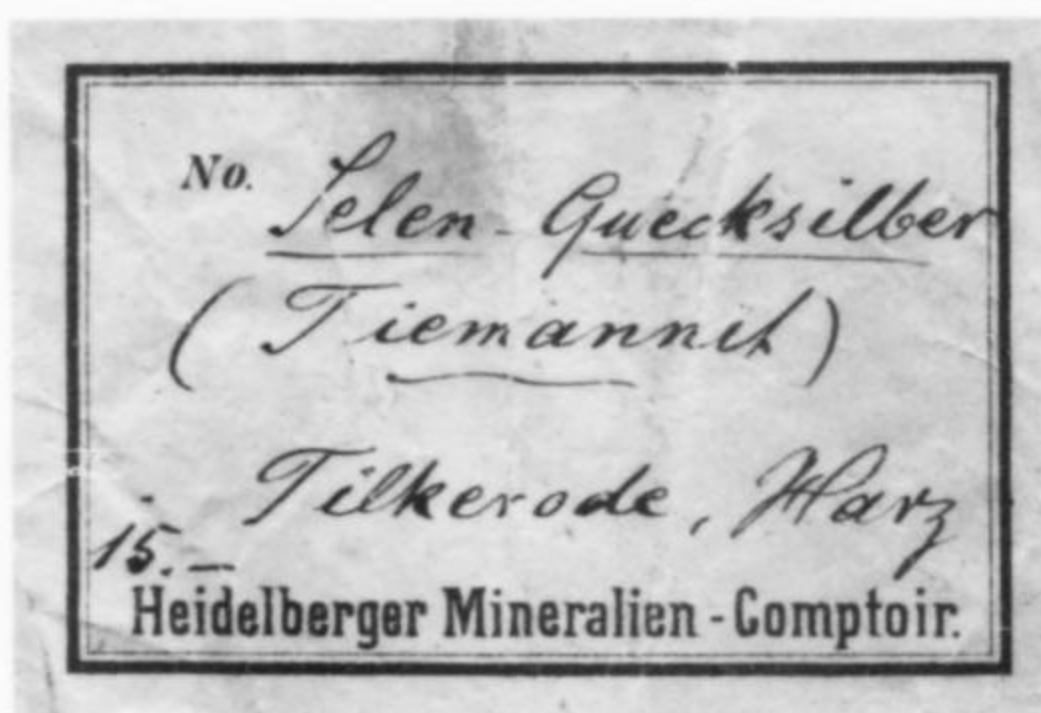 No. Selen-Quecksilber
(Tiemannit)
Tilkerode, Harz
15.—
Heidelberger Mineralien-Comptoir.